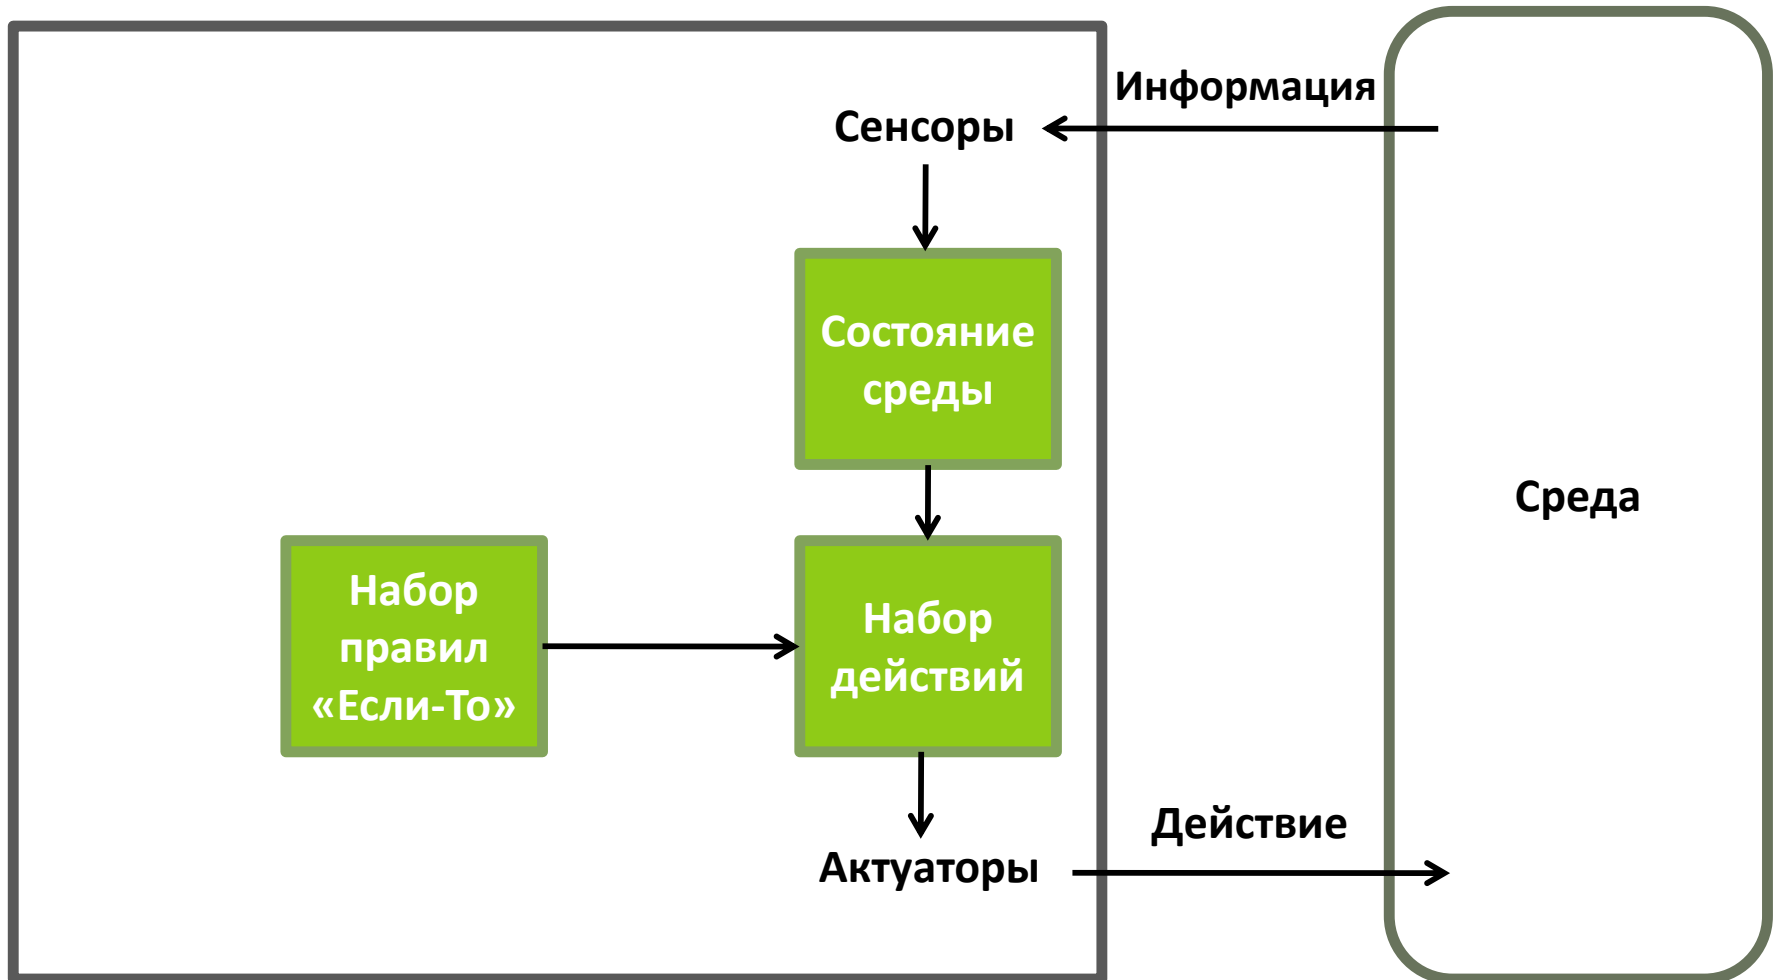 Информация
Сенсоры
Состояние
среды
Среда
Набор
правил
«Если-То»
Набор
действий
Действие
Актуаторы